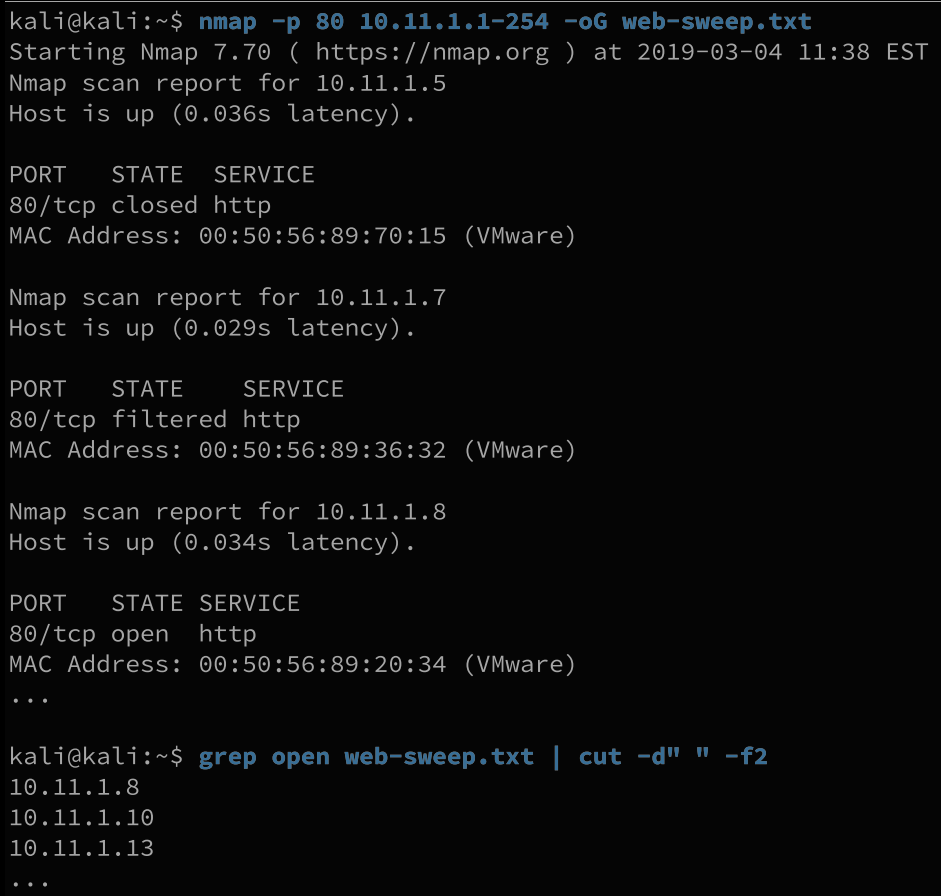 kali@kali:~$ nmap -p 80 10.11.1.1-254 -oG web-sweep.txt
Starting Nmap 7.70 ( https://nmap.org ) at 2019-03-04 11:38 EST
Nmap scan report for 10.11.1.5
Host is up (0.036s latency).
PORT   STATE  SERVICE
80/tcp closed http
MAC Address: 00:50:56:89:70:15 (VMware)
Nmap scan report for 10.11.1.7
Host is up (0.029s latency).
PORT   STATE    SERVICE
80/tcp filtered http
MAC Address: 00:50:56:89:36:32 (VMware)
Nmap scan report for 10.11.1.8
Host is up (0.034s latency).
PORT   STATE SERVICE
80/tcp open  http
MAC Address: 00:50:56:89:20:34 (VMware)
...
kali@kali:~$ grep open web-sweep.txt | cut -d" " -f2
10.11.1.8
10.11.1.10
10.11.1.13
...